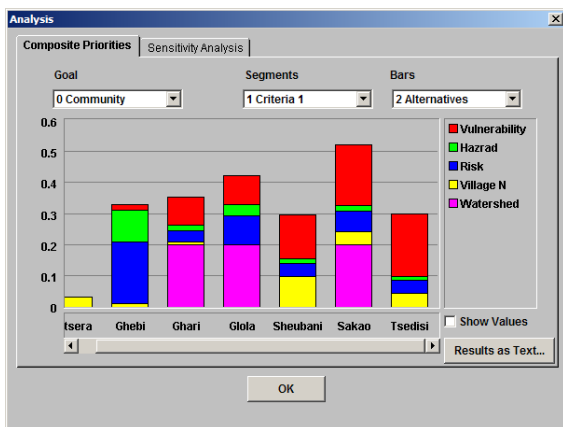 Analysis
Composite Priorities Sensitivity Analysis
Goal Segments Bars
0 Community 1 Criteria 1 2 Alternatives
0.6
0.5
0.4
0.3
0.2
0.1
0
Vulnerability
Hazrad
Risk
Village N
Watershed
tsera Ghebi Ghari Glola Sheubani Sakao Tsedisi
Show Values
Results as Text...
OK